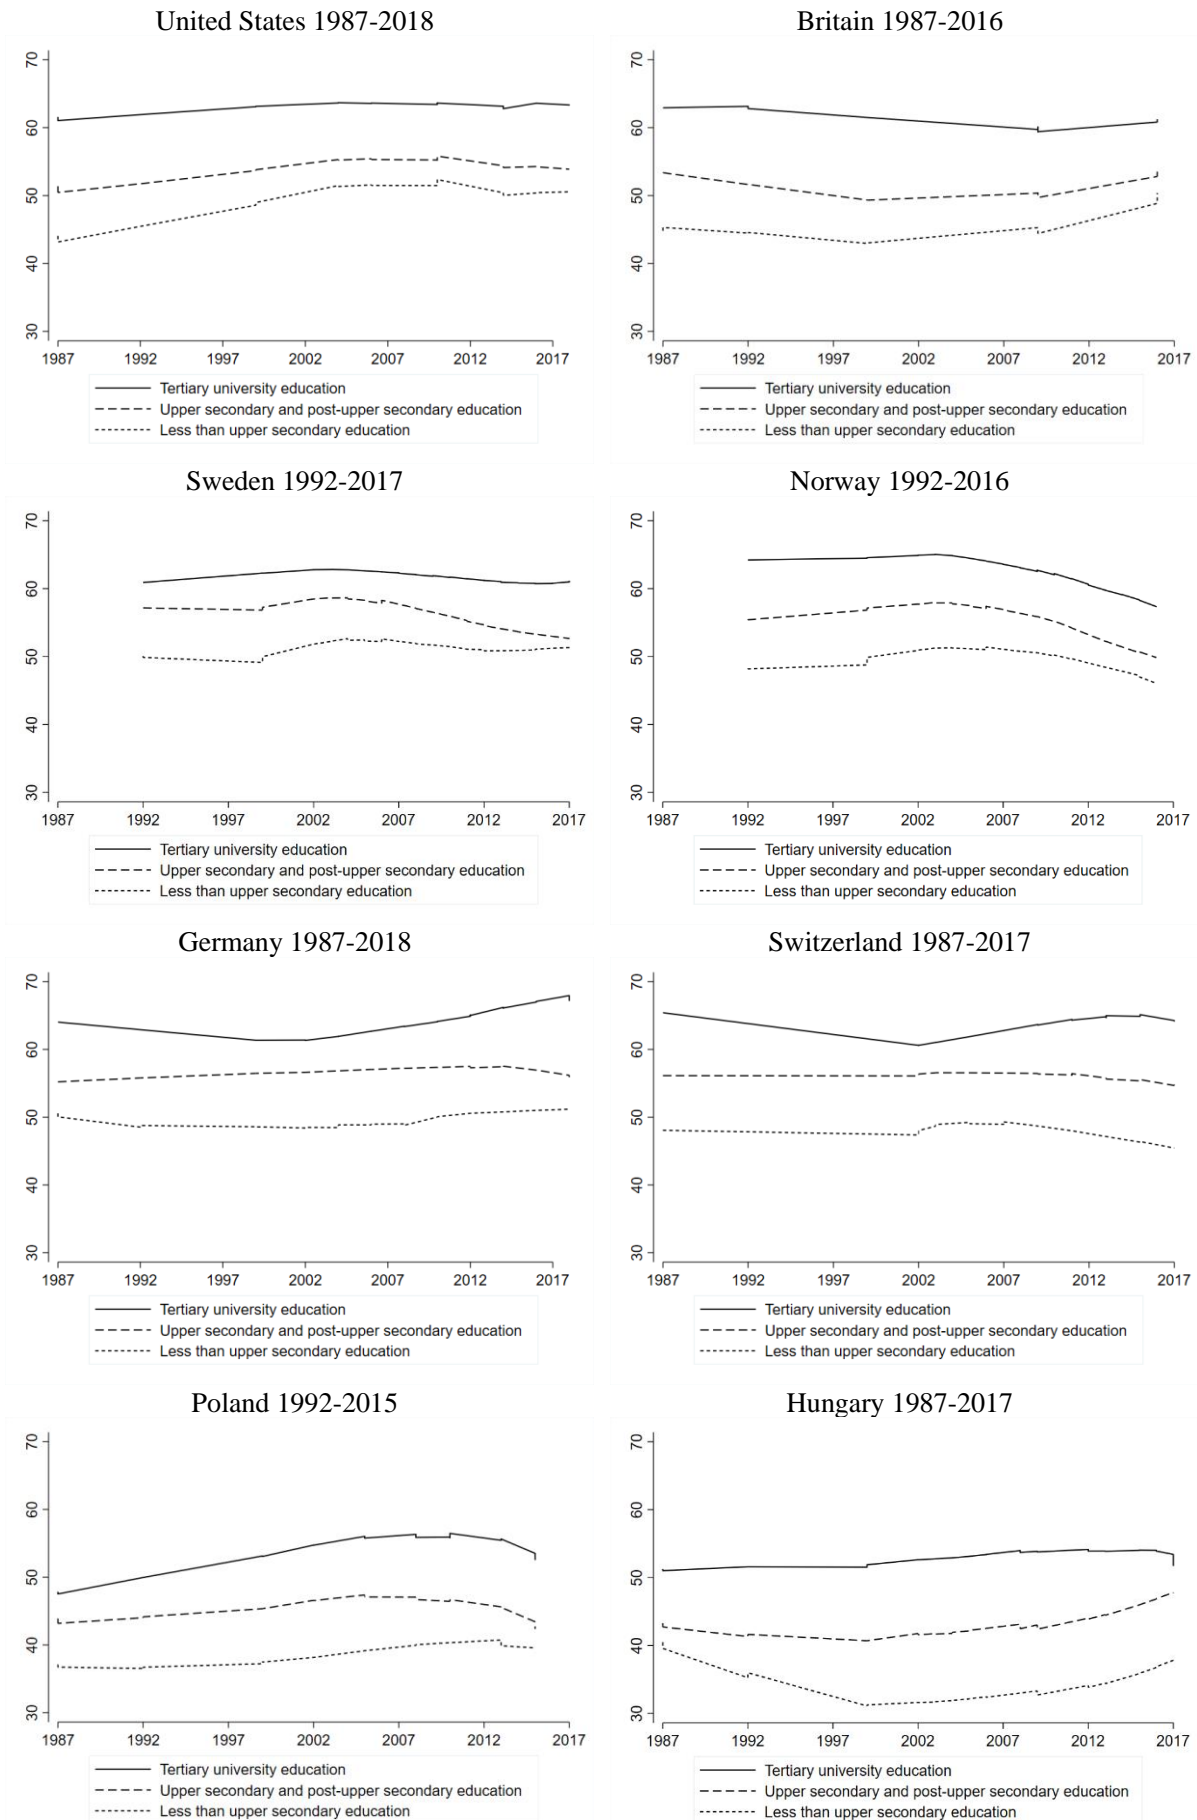 United States 1987-2018
70
60
50
40
30
1987 1992 1997 2002 2007 2012 2017
Tertiary university education
Upper secondary and post-upper secondary education
Less than upper secondary education
Britain 1987-2016
70
60
50
40
30
1987 1992 1997 2002 2007 2012 2017
Tertiary university education
Upper secondary and post-upper secondary education
Less than upper secondary education
Sweden 1992-2017
70
60
50
40
30
1987 1992 1997 2002 2007 2012 2017
Tertiary university education
Upper secondary and post-upper secondary education
Less than upper secondary education
Norway 1992-2016
70
60
50
40
30
1987 1992 1997 2002 2007 2012 2017
Tertiary university education
Upper secondary and post-upper secondary education
Less than upper secondary education
Germany 1987-2018
70
60
50
40
30
1987 1992 1997 2002 2007 2012 2017
Tertiary university education
Upper secondary and post-upper secondary education
Less than upper secondary education
Switzerland 1987-2017
70
60
50
40
30
1987 1992 1997 2002 2007 2012 2017
Tertiary university education
Upper secondary and post-upper secondary education
Less than upper secondary education
Poland 1992-2015
70
60
50
40
30
1987 1992 1997 2002 2007 2012 2017
Tertiary university education
Upper secondary and post-upper secondary education
Less than upper secondary education
Hungary 1987-2017
70
60
50
40
30
1987 1992 1997 2002 2007 2012 2017
Tertiary university education
Upper secondary and post-upper secondary education
Less than upper secondary education